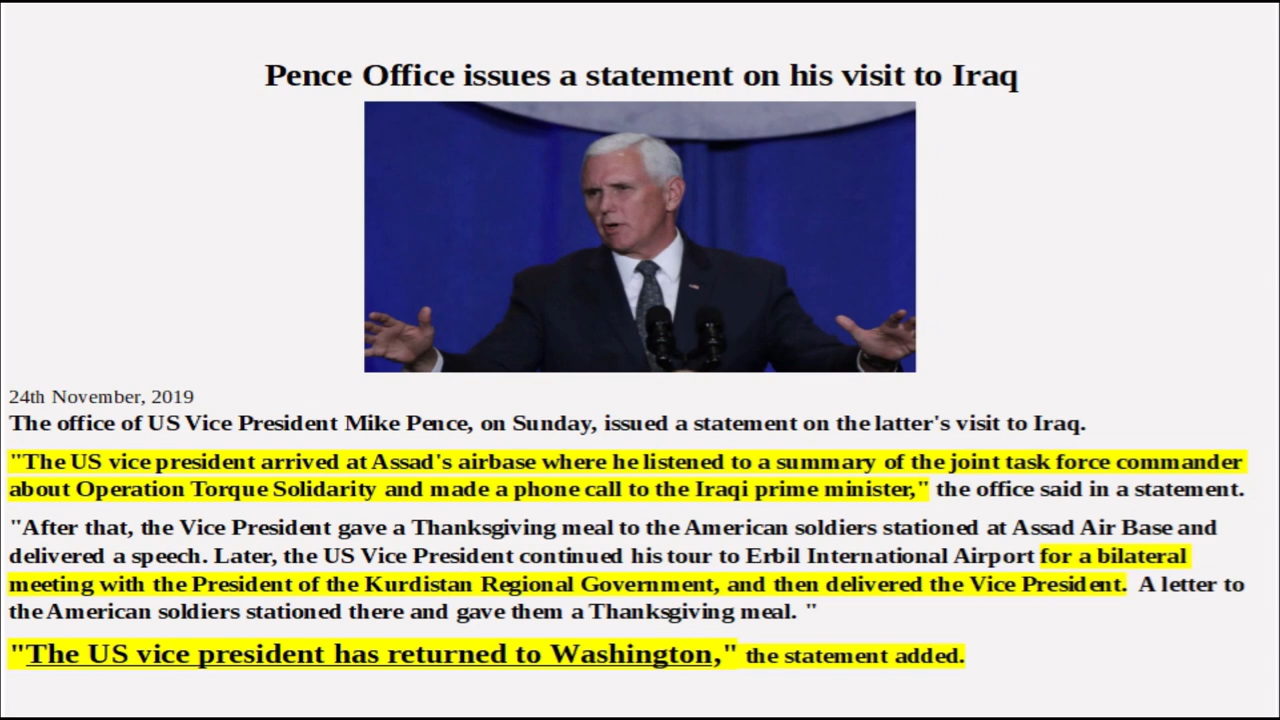 Pence Office issues a statement on his visit to Iraq
24th November, 2019
The office of US Vice President Mike Pence, on Sunday, issued a statement on the latter's visit to Iraq.
"The US vice president arrived at Assad's airbase where he listened to a summary of the joint task force commander
about Operation Torque Solidarity and made a phone call to the Iraqi prime minister," the office said in a statement.
"After that, the Vice President gave a Thanksgiving meal to the American soldiers stationed at Assad Air Base and
delivered a speech. Later, the US Vice President continued his tour to Erbil International Airport for a bilateral
meeting with the President of the Kurdistan Regional Government, and then delivered the Vice President. A letter to
the American soldiers stationed there and gave them a Thanksgiving meal. "
"The US vice president has returned to Washington," the statement added.